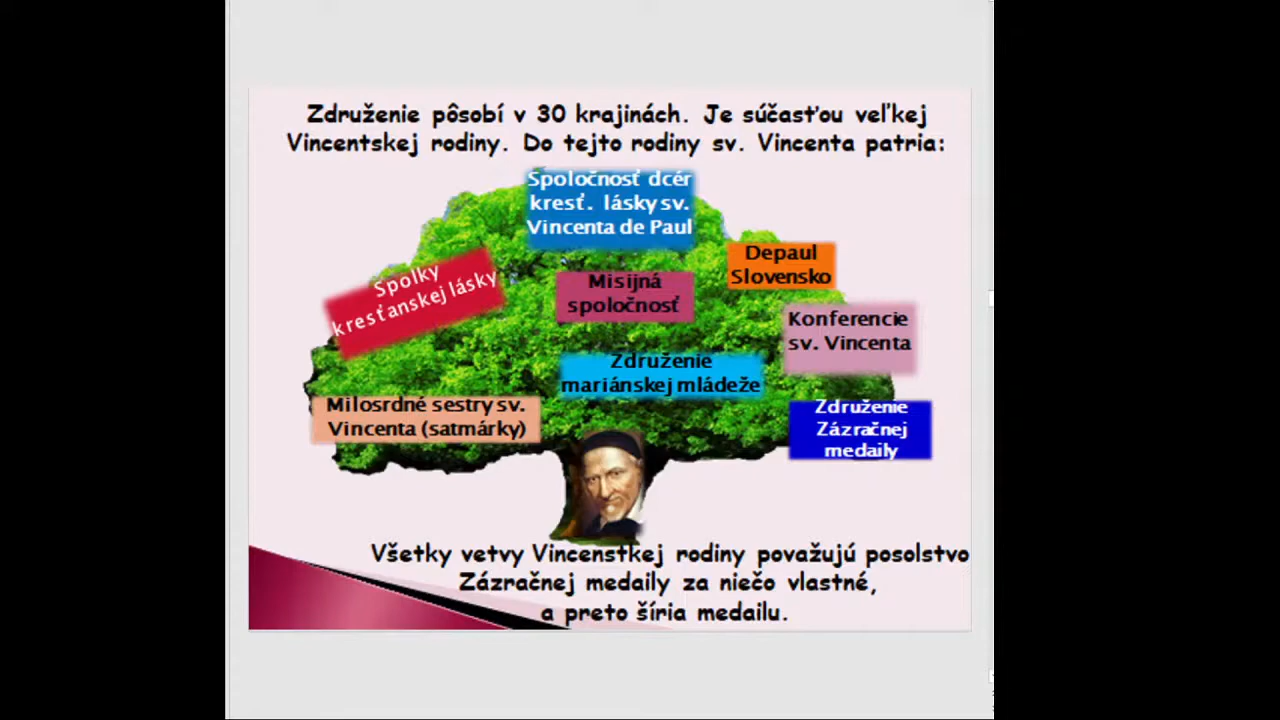 Združenie pôsobí v 30 krajinách. Je súčasťou veľkej
Vincentskej rodiny. Do tejto rodiny sv. Vincenta patria:
Spoločnosť dcér
kresť. lásky sv.
Vincenta de Paul
Depaul
Slovensko
Spolky
kresťanskej lásky
Misijná
spoločnosť
Konferencie
sv. Vincenta
Združenie
mariánskej mládeže
Milosrdné sestry sv.
Vincenta (satmárky)
Združenie
Zázračnej
medaily
Všetky vetvy Vincenstkej rodiny považujú posolstvo
Zázračnej medaily za niečo vlastné,
a preto šíria medailu.